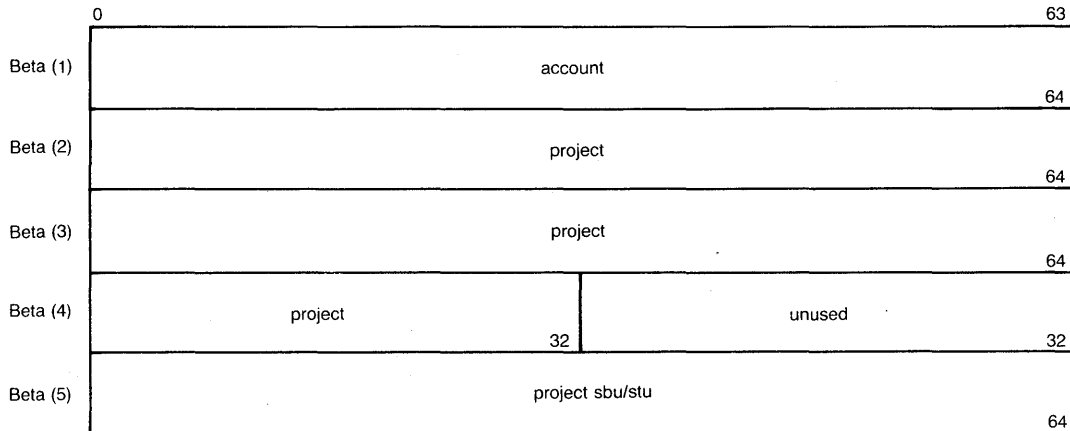 0 63
Beta (1) account
64
Beta (2) project
64
Beta (3) project
64
Beta (4) project unused
32 32
Beta (5) project sbu/stu
64